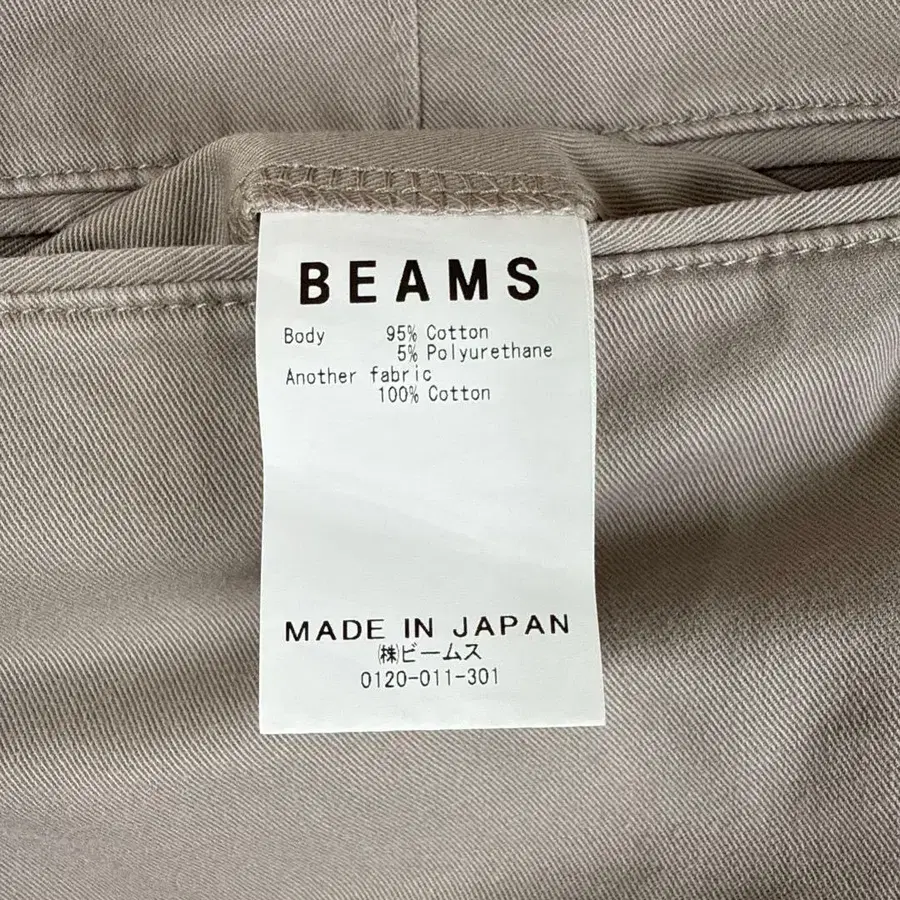 BEAMS
Body 95% Cotton
5% Polyurethane
Another fabric
100% Cotton
MADE IN JAPAN
㈱ビームス
0120-011-301